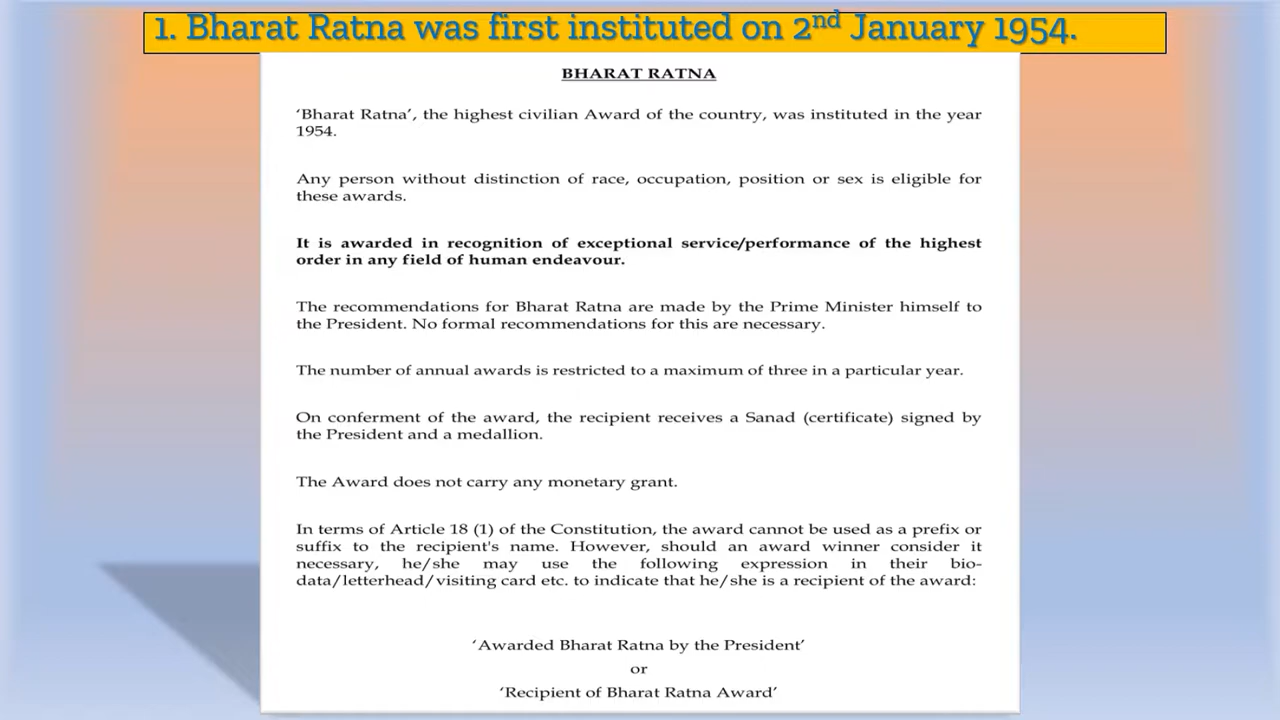 1. Bharat Ratna was first instituted on 2nd January 1954.
BHARAT RATNA
‘Bharat Ratna’, the highest civilian Award of the country, was instituted in the year
1954.
Any person without distinction of race, occupation, position or sex is eligible for
these awards.
It is awarded in recognition of exceptional service/performance of the highest
order in any field of human endeavour.
The recommendations for Bharat Ratna are made by the Prime Minister himself to
the President. No formal recommendations for this are necessary.
The number of annual awards is restricted to a maximum of three in a particular year.
On conferment of the award, the recipient receives a Sanad (certificate) signed by
the President and a medallion.
The Award does not carry any monetary grant.
In terms of Article 18 (1) of the Constitution, the award cannot be used as a prefix or
suffix to the recipient's name. However, should an award winner consider it
necessary, he/she may use the following expression in their bio-
data/letterhead/visiting card etc. to indicate that he/she is a recipient of the award:
‘Awarded Bharat Ratna by the President’
or
‘Recipient of Bharat Ratna Award’